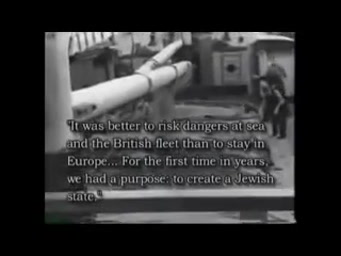 "It was better to risk dangers at sea
and the British fleet than to stay in
Europe... For the first time in years,
we had a purpose: to create a Jewish
state."